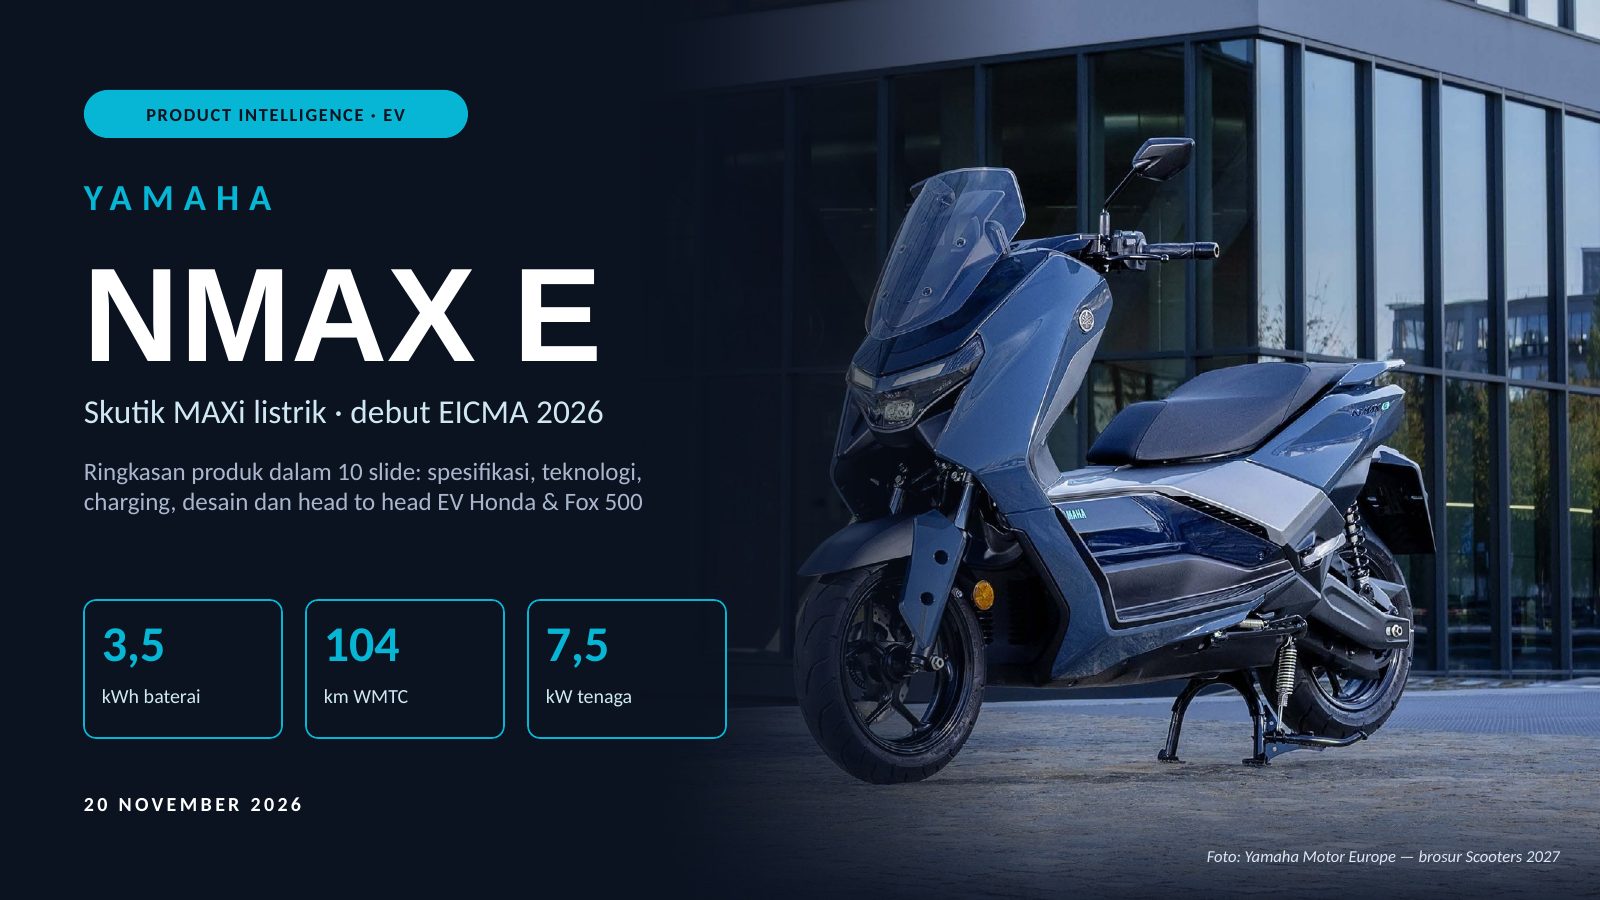 PRODUCT INTELLIGENCE · EV
YAMAHA
NMAX E
Skutik MAXi listrik · debut EICMA 2026
Ringkasan produk dalam 10 slide: spesifikasi, teknologi,
charging, desain dan head to head EV Honda & Fox 500
3,5
kWh baterai
104
km WMTC
7,5
kW tenaga
20 NOVEMBER 2026
Foto: Yamaha Motor Europe — brosur Scooters 2027
NMAX E